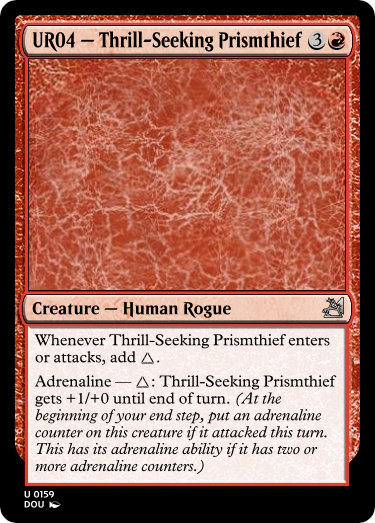 UR04 — Thrill-Seeking Prismthief 3
Creature — Human Rogue
Whenever Thrill-Seeking Prismthief enters
or attacks, add △.
Adrenaline — △: Thrill-Seeking Prismthief
gets +1/+0 until end of turn. (At the
beginning of your end step, put an adrenaline
counter on this creature if it attacked this turn.
This has its adrenaline ability if it has two or
more adrenaline counters.)
U 0159
DOU